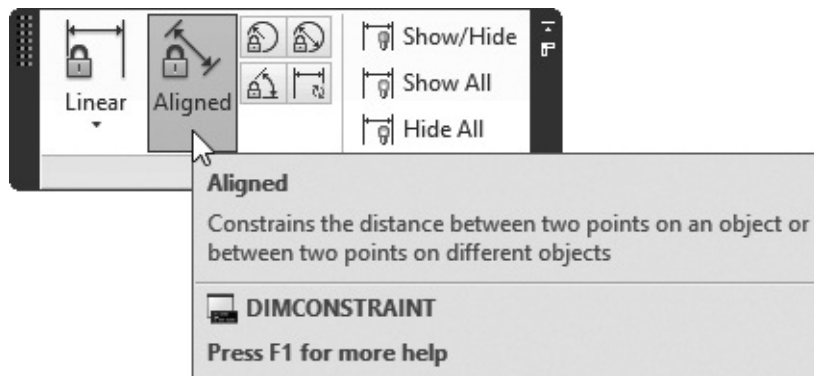 Linear
Aligned
Show/Hide
Show All
Hide All
Aligned
Constrains the distance between two points on an object or
between two points on different objects
DIMCONSTRAINT
Press F1 for more help